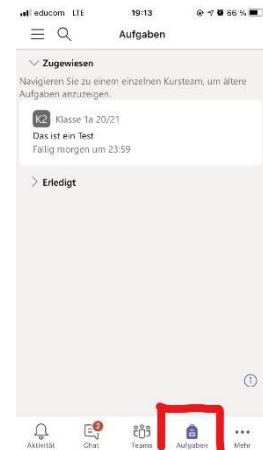 educom LTE 19:13 66 %
Aufgaben
Zugewiesen
Navigieren Sie zu einem einzelnen Kursteam, um ältere
Aufgaben anzuzeigen.
K2 Klasse 1a 20/21
Das ist ein Test
Fällig morgen um 23:59
Erledigt
2
Aktivität Chat Teams Aufgaben Mehr